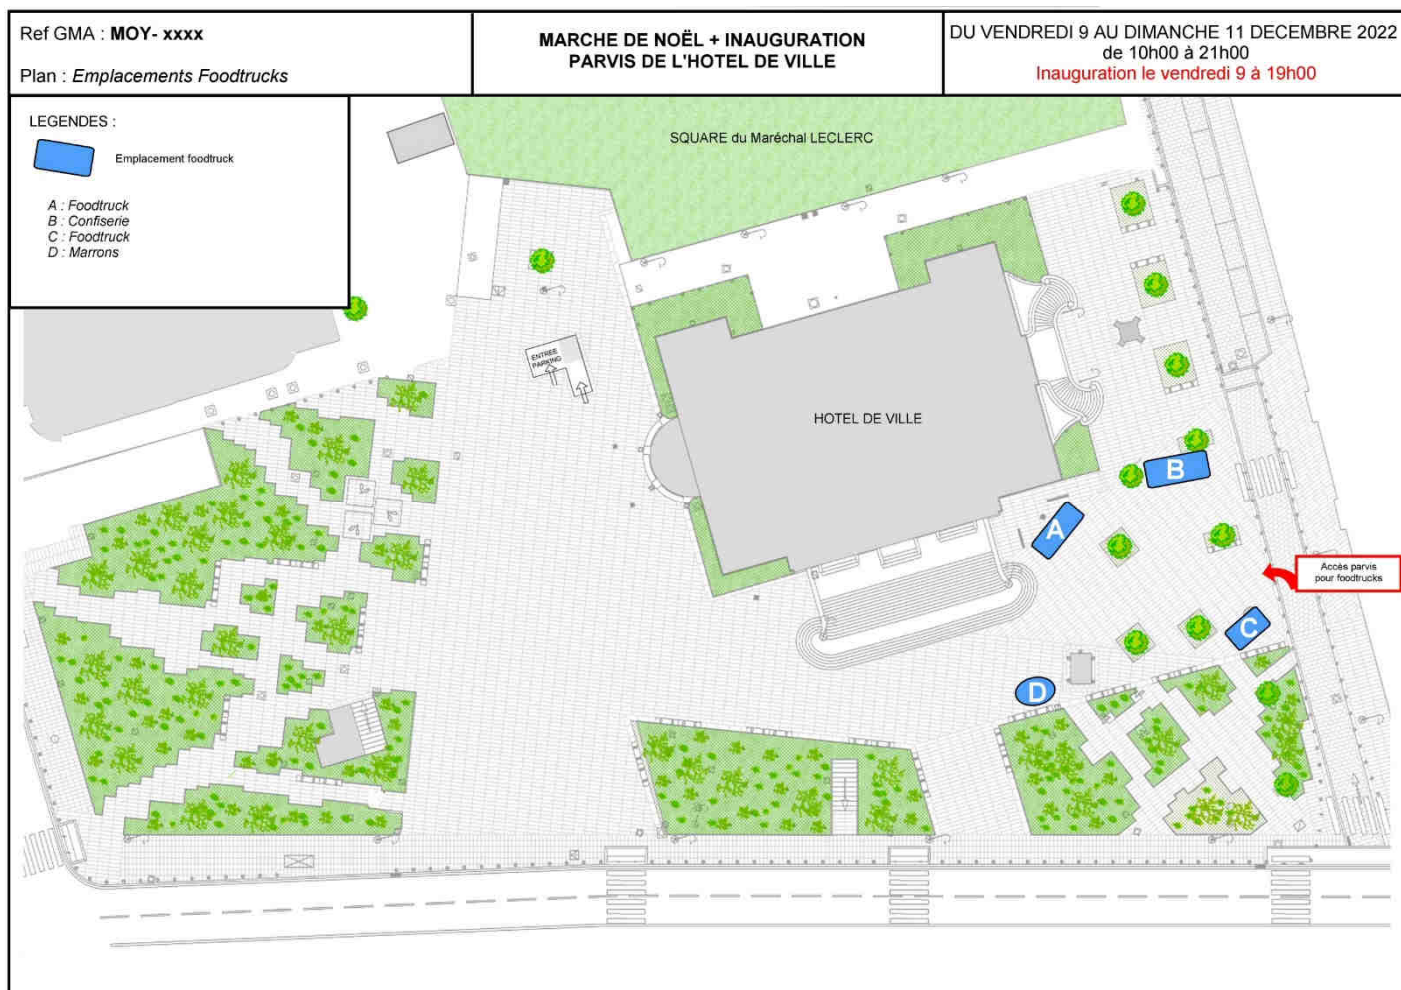 Ref GMA : MOY- xxxx
Plan : Emplacements Foodtrucks
MARCHE DE NOËL + INAUGURATION
PARVIS DE L'HOTEL DE VILLE
DU VENDREDI 9 AU DIMANCHE 11 DECEMBRE 2022
de 10h00 à 21h00
Inauguration le vendredi 9 à 19h00
LEGENDES :
Emplacement foodtruck
A : Foodtruck
B : Confiserie
C : Foodtruck
D : Marrons
SQUARE du Maréchal LECLERC
ENTREE
PARKING
HOTEL DE VILLE
B
A
Accès parvis
pour foodtrucks
C
D